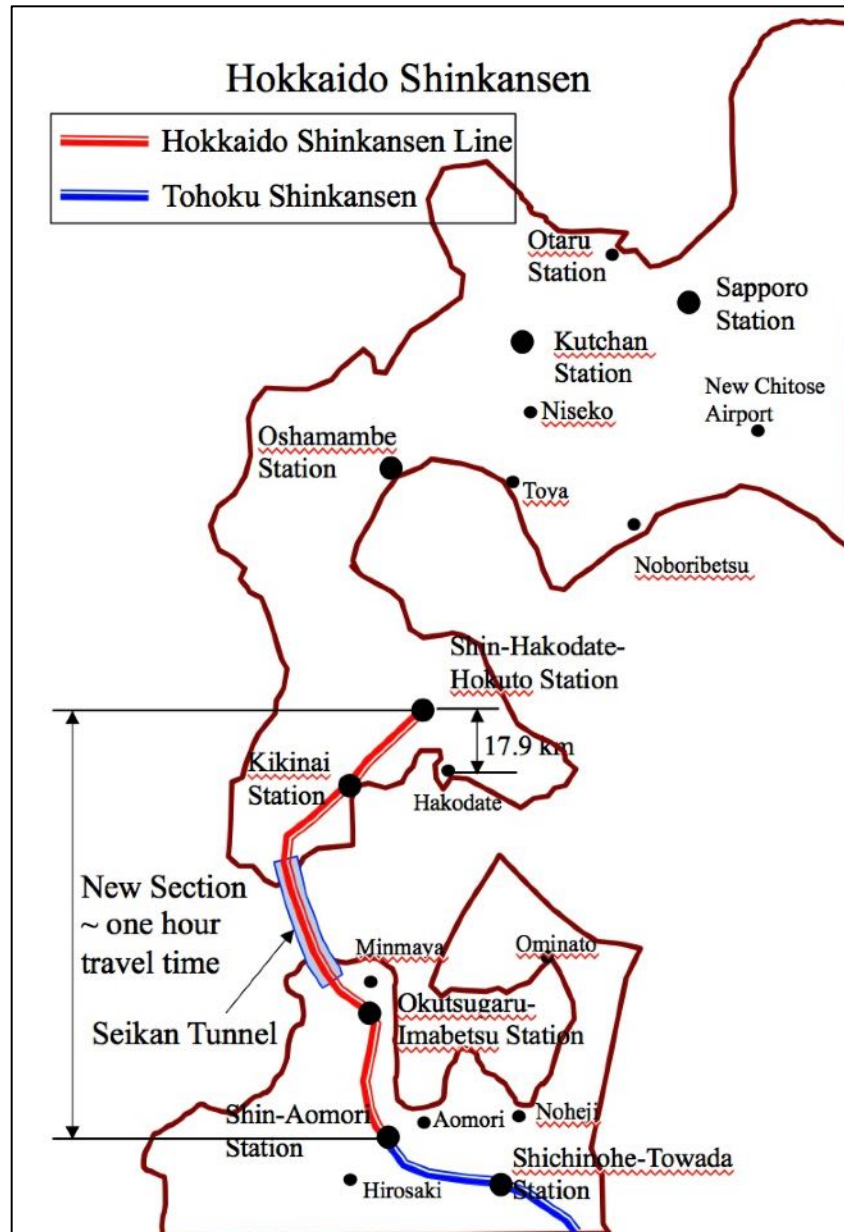 Hokkaido Shinkansen
Hokkaido Shinkansen Line
Tohoku Shinkansen
Otaru
Station
Sapporo
Station
Kutchan
Station
New Chitose
Airport
Niseko
Oshamambe
Station
Toya
Noboribetsu
Shin-Hakodate-
Hokuto Station
17.9 km
Kikinai
Station
Hakodate
New Section
~ one hour
travel time
Minmaya
Ominato
Seikan Tunnel
Okutsugaru-
Imabetsu Station
Shin-Aomori
Station
Aomori
Noheji
Shichinohe-Towada
Station
Hirosaki